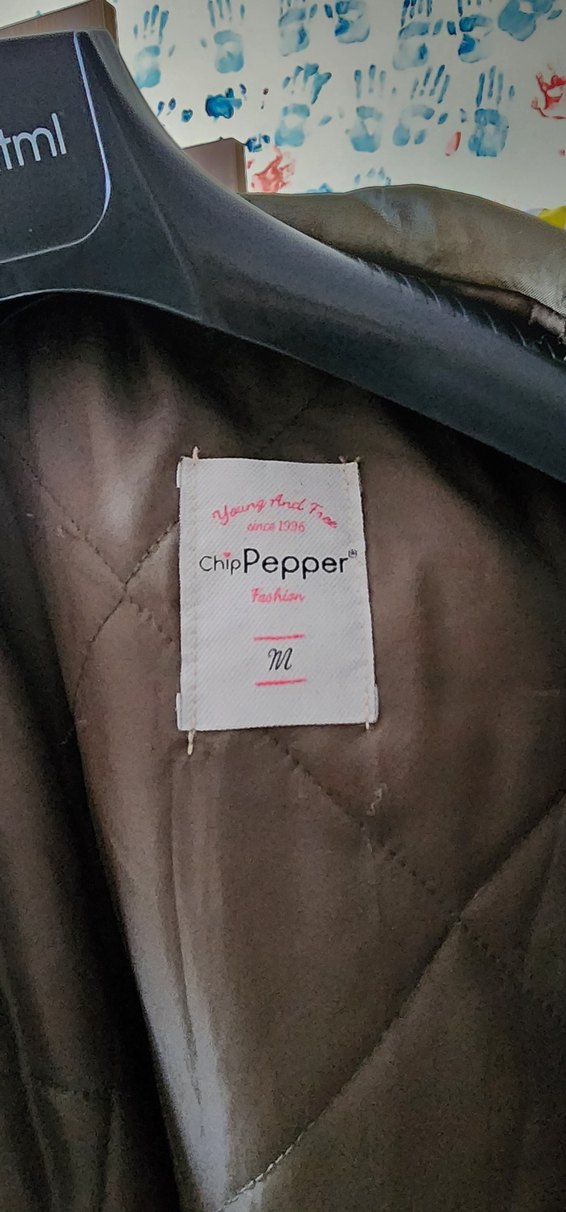 tml
Young And Free
since 1996
ChipPepper®
Fashion
M